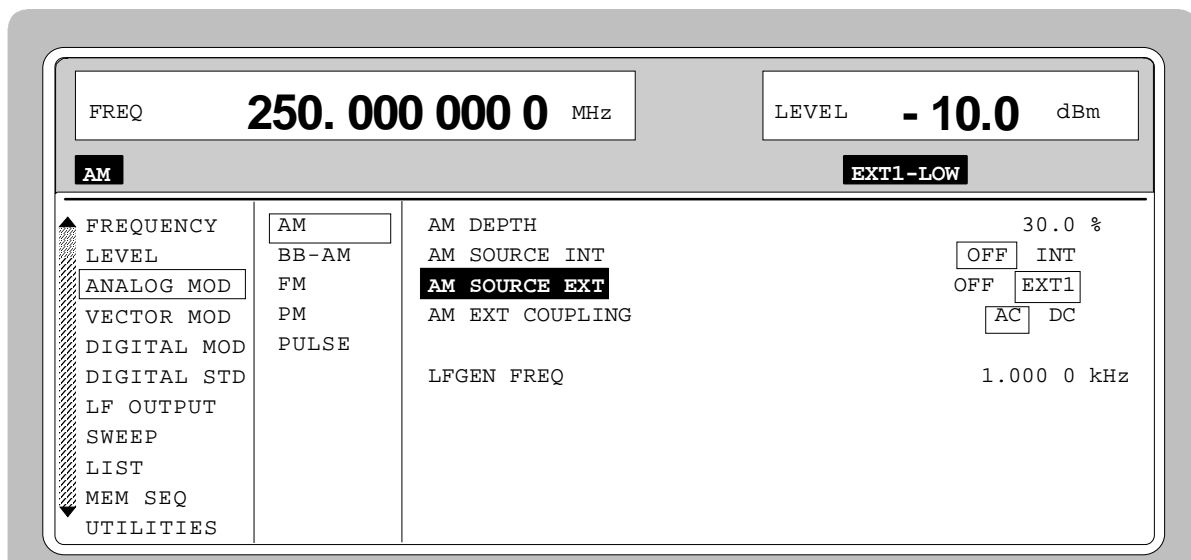 FREQ 250. 000 000 0 MHz LEVEL - 10.0 dBm
AM EXT1-LOW
FREQUENCY AM AM DEPTH 30.0 %
LEVEL BB-AM AM SOURCE INT OFF INT
ANALOG MOD FM AM SOURCE EXT OFF EXT1
VECTOR MOD PM AM EXT COUPLING AC DC
DIGITAL MOD PULSE
DIGITAL STD LFGEN FREQ 1.000 0 kHz
LF OUTPUT
SWEEP
LIST
MEM SEQ
UTILITIES